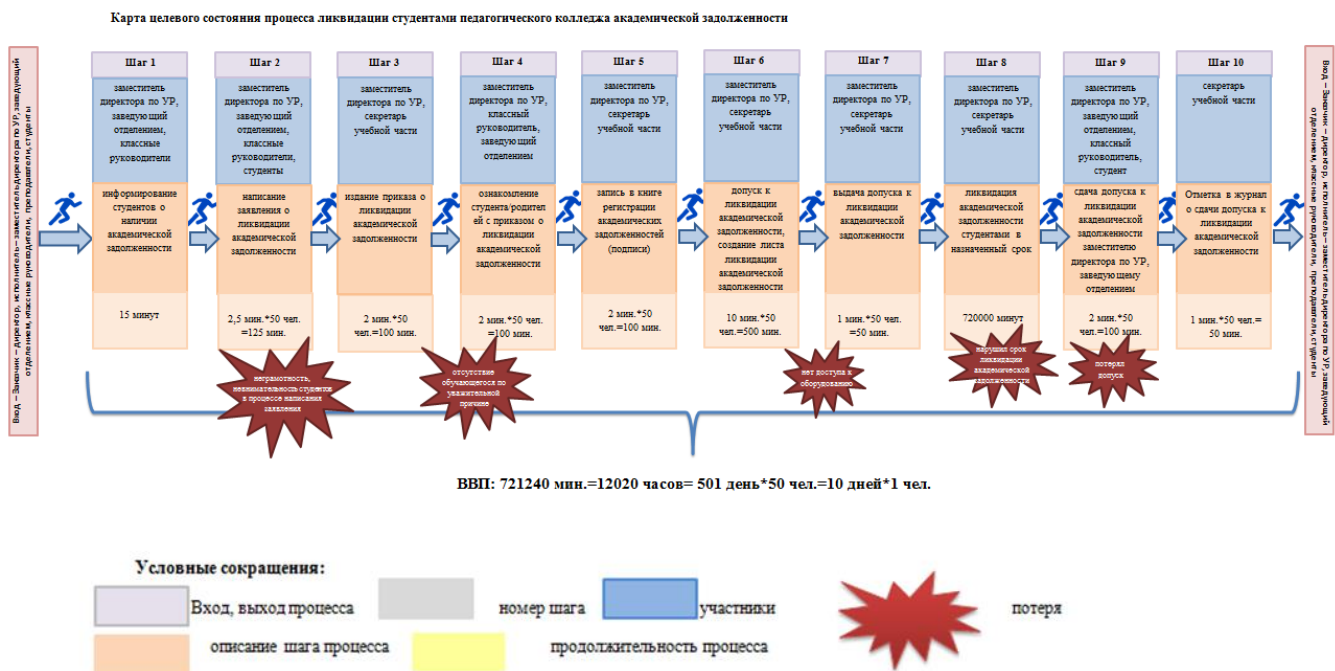 Карта целевого состояния процесса ликвидации студентами педагогического колледжа академической задолженности
Вход – Заказчик – директор, исполнитель – заместитель директора по УР, заведующий
отделением, классные руководители, преподаватели, студенты
Шаг 1
заместитель
директора по УР,
заведующий
отделением,
классные
руководители
информирование
студентов о
наличии
академической
задолженности
15 минут
Шаг 2
заместитель
директора по УР,
заведующий
отделением,
классные
руководители,
студенты
написание
заявления о
ликвидации
академической
задолженности
2,5 мин.*50 чел.
=125 мин.
Шаг 3
заместитель
директора по УР,
секретарь
учебной части
издание приказа о
ликвидации
академической
задолженности
2 мин.*50
чел.=100 мин.
Шаг 4
заместитель
директора по УР,
классный
руководитель,
заведующий
отделением
ознакомление
студента/родител
ей с приказом о
ликвидации
академической
задолженности
2 мин.*50
чел.=100 мин.
Шаг 5
заместитель
директора по УР,
секретарь
учебной части
запись в книге
регистрации
академических
задолженностей
(подписи)
2 мин.*50
чел.=100 мин.
Шаг 6
заместитель
директора по УР,
секретарь
учебной части
допуск к
ликвидации
академической
задолженности,
создание листа
ликвидации
академической
задолженности
10 мин.*50
чел.=500 мин.
Шаг 7
заместитель
директора по УР,
секретарь
учебной части
выдача допуска к
ликвидации
академической
задолженности
1 мин.*50 чел.
=50 мин.
Шаг 8
заместитель
директора по УР,
секретарь
учебной части
ликвидация
академической
задолженности
студентами в
назначенный срок
720000 минут
Шаг 9
заместитель
директора по УР,
заведующий
отделением,
классный
руководитель,
студент
сдача допуска к
ликвидации
академической
задолженности
заместителю
директора по УР,
заведующему
отделением
2 мин.*50
чел.=100 мин.
Шаг 10
секретарь
учебной части
Отметка в журнал
о сдачи допуска к
ликвидации
академической
задолженности
1 мин.*50 чел.=
50 мин.
Вход – Заказчик – директор, исполнитель – заместитель директора по УР, заведующий
отделением, классные руководители, преподаватели, студенты
неграмотность,
невнимательность студентов
в процессе написания
заявления
отсутствие
обучающегося по
уважительной
причине
нет доступа к
оборудованию
нарушил срок
ликвидации
академической
задолженности
потерял
допуск
ВВП: 721240 мин.=12020 часов= 501 день*50 чел.=10 дней*1 чел.
Условные сокращения:
Вход, выход процесса
номер шага
участники
потеря
описание шага процесса
продолжительность процесса